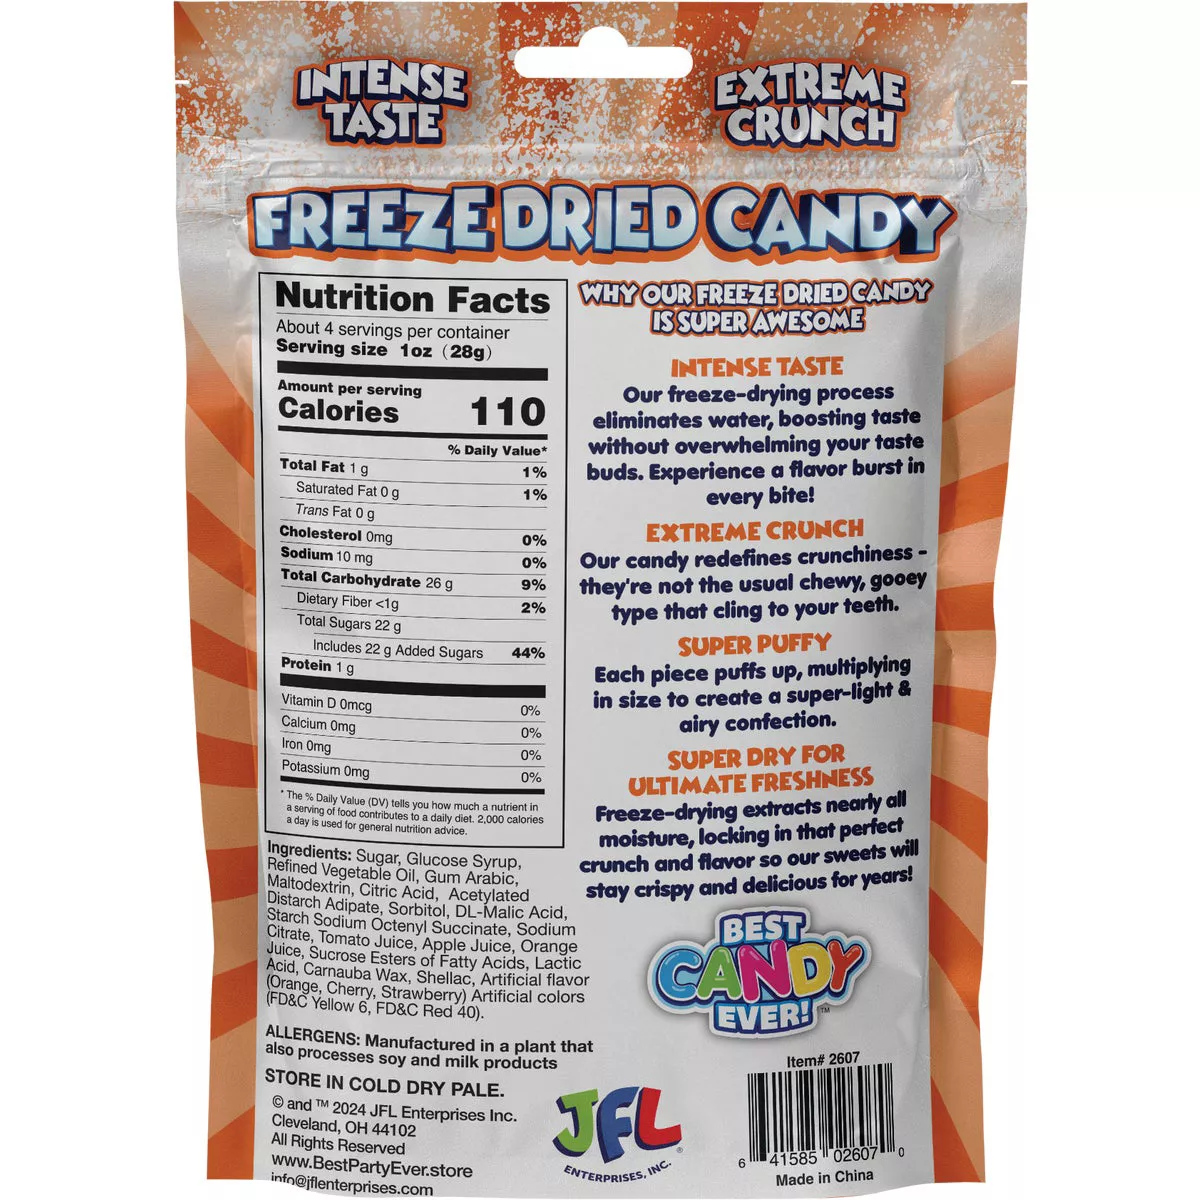 INTENSE
TASTE
EXTREME
CRUNCH
FREEZE DRIED CANDY
Nutrition Facts
About 4 servings per container
Serving size 1oz (28g)
Amount per serving
Calories 110
% Daily Value*
Total Fat 1 g 1%
Saturated Fat 0 g 1%
Trans Fat 0 g
Cholesterol 0mg 0%
Sodium 10 mg 0%
Total Carbohydrate 26 g 9%
Dietary Fiber <1g 2%
Total Sugars 22 g
Includes 22 g Added Sugars 44%
Protein 1 g
Vitamin D 0mcg 0%
Calcium 0mg 0%
Iron 0mg 0%
Potassium 0mg 0%
* The % Daily Value (DV) tells you how much a nutrient in
a serving of food contributes to a daily diet. 2,000 calories
a day is used for general nutrition advice.
Ingredients: Sugar, Glucose Syrup,
Refined Vegetable Oil, Gum Arabic,
Maltodextrin, Citric Acid, Acetylated
Distarch Adipate, Sorbitol, DL-Malic Acid,
Starch Sodium Octenyl Succinate, Sodium
Citrate, Tomato Juice, Apple Juice, Orange
Juice, Sucrose Esters of Fatty Acids, Lactic
Acid, Carnauba Wax, Shellac, Artificial flavor
(Orange, Cherry, Strawberry) Artificial colors
(FD&C Yellow 6, FD&C Red 40).
ALLERGENS: Manufactured in a plant that
also processes soy and milk products
STORE IN COLD DRY PALE.
© and ™ 2024 JFL Enterprises Inc.
Cleveland, OH 44102
All Rights Reserved
www.BestPartyEver.store
info@jflenterprises.com
WHY OUR FREEZE DRIED CANDY
IS SUPER AWESOME
INTENSE TASTE
Our freeze-drying process
eliminates water, boosting taste
without overwhelming your taste
buds. Experience a flavor burst in
every bite!
EXTREME CRUNCH
Our candy redefines crunchiness -
they're not the usual chewy, gooey
type that cling to your teeth.
SUPER PUFFY
Each piece puffs up, multiplying
in size to create a super-light &
airy confection.
SUPER DRY FOR
ULTIMATE FRESHNESS
Freeze-drying extracts nearly all
moisture, locking in that perfect
crunch and flavor so our sweets will
stay crispy and delicious for years!
BEST
CANDY
EVER! ™
JFL ®
ENTERPRISES, INC.
Item# 2607
6 41585 02607 0
Made in China